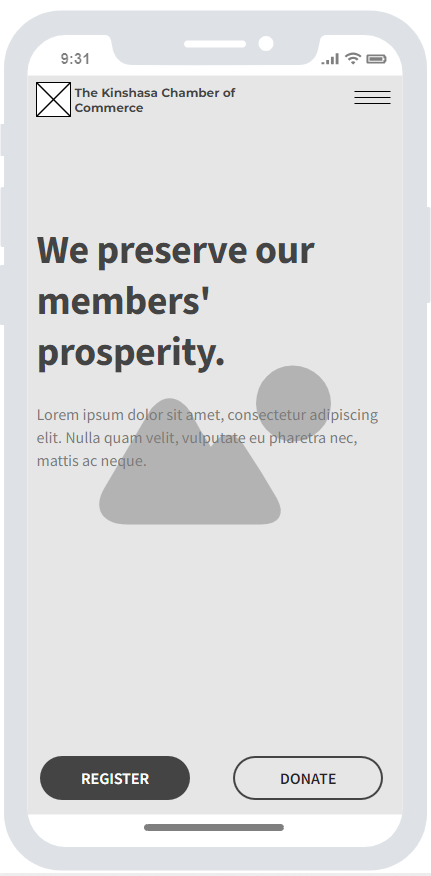 9:31
The Kinshasa Chamber of
Commerce
We preserve our
members'
prosperity.
Lorem ipsum dolor sit amet, consectetur adipiscing
elit. Nulla quam velit, vulputate eu pharetra nec,
mattis ac neque.
REGISTER
DONATE